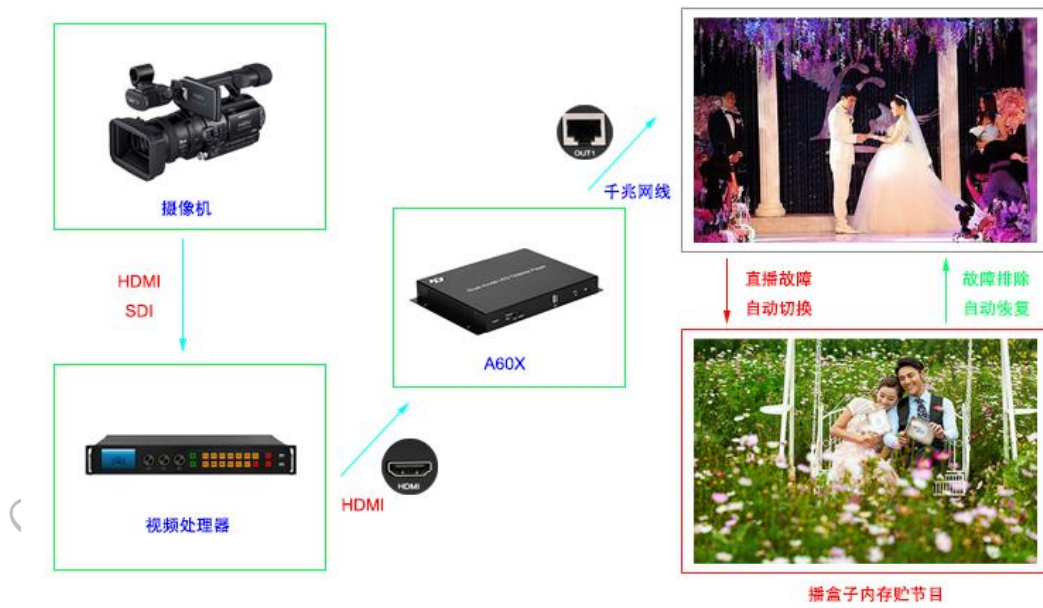 摄像机
HDMI
SDI
视频处理器
HDMI
HDMI
A60X
OUT1
千兆网线
直播故障
自动切换
故障排除
自动恢复
播盒子内存贮节目